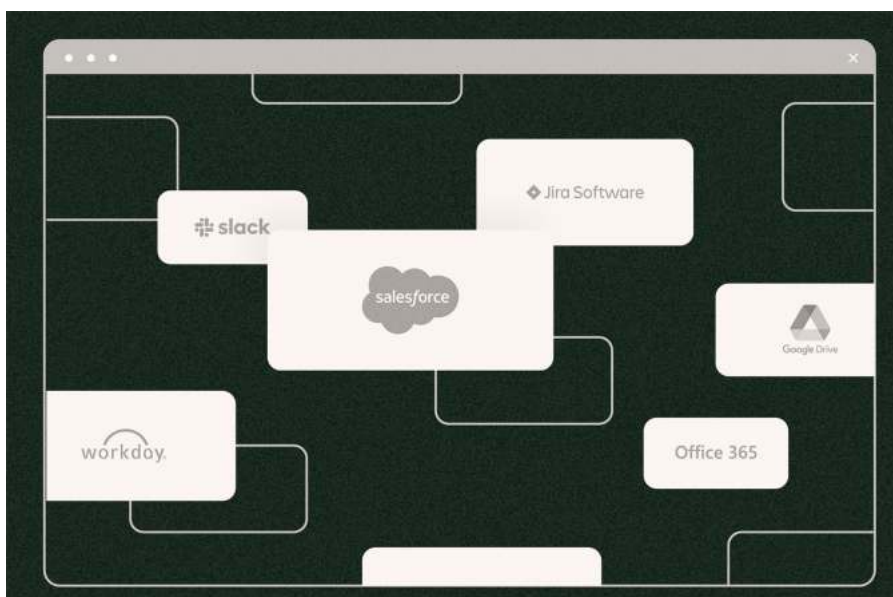 slack
Jira Software
salesforce
Google Drive
workday.
Office 365